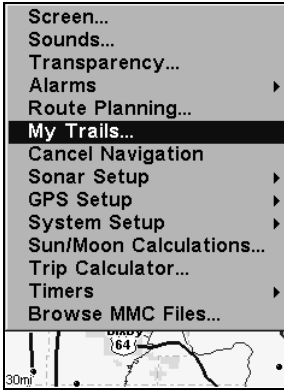 Screen...
Sounds...
Transparency...
Alarms
Route Planning...
My Trails...
Cancel Navigation
Sonar Setup
GPS Setup
System Setup
Sun/Moon Calculations...
Trip Calculator...
Timers
Browse MMC Files...
Bixby
64
30mi